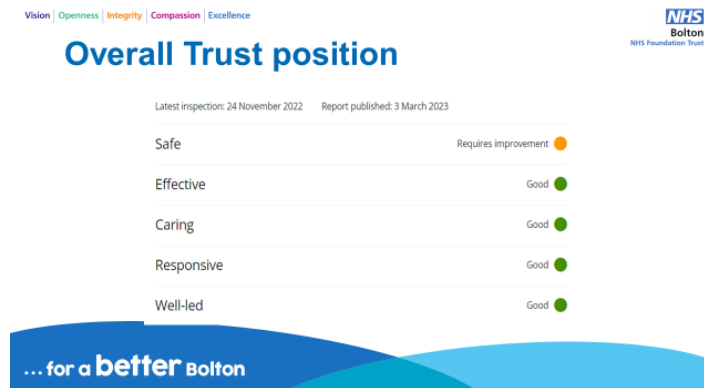 Vision Openness Integrity Compassion Excellence
NHS
Bolton
NHS Foundation Trust
Overall Trust position
Latest inspection: 24 November 2022 Report published: 3 March 2023
Safe Requires improvement
Effective Good
Caring Good
Responsive Good
Well-led Good
...for a better Bolton